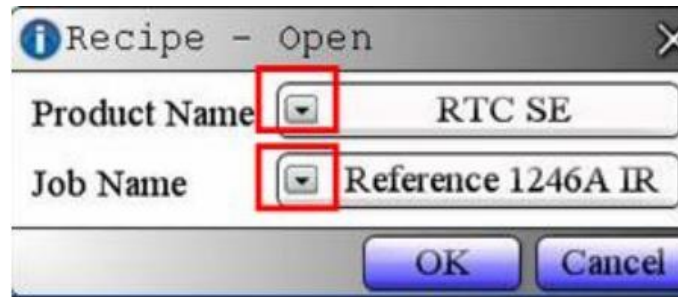 Recipe - Open
Product Name RTC SE
Job Name Reference 1246A IR
OK Cancel